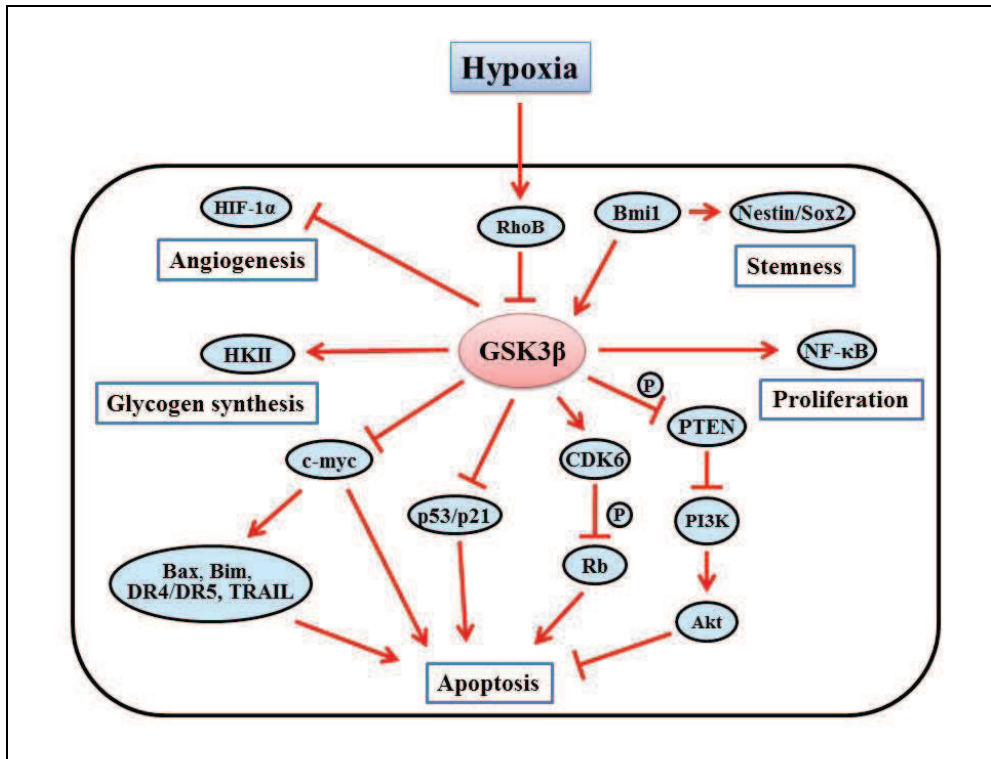 Hypoxia
HIF-1α
Angiogenesis
RhoB
Bmi1
Nestin/Sox2
Stemness
HKII
Glycogen synthesis
GSK3β
NF-κB
Proliferation
P
PTEN
c-myc
p53/p21
CDK6
P
PI3K
Rb
Bax, Bim,
DR4/DR5, TRAIL
Akt
Apoptosis